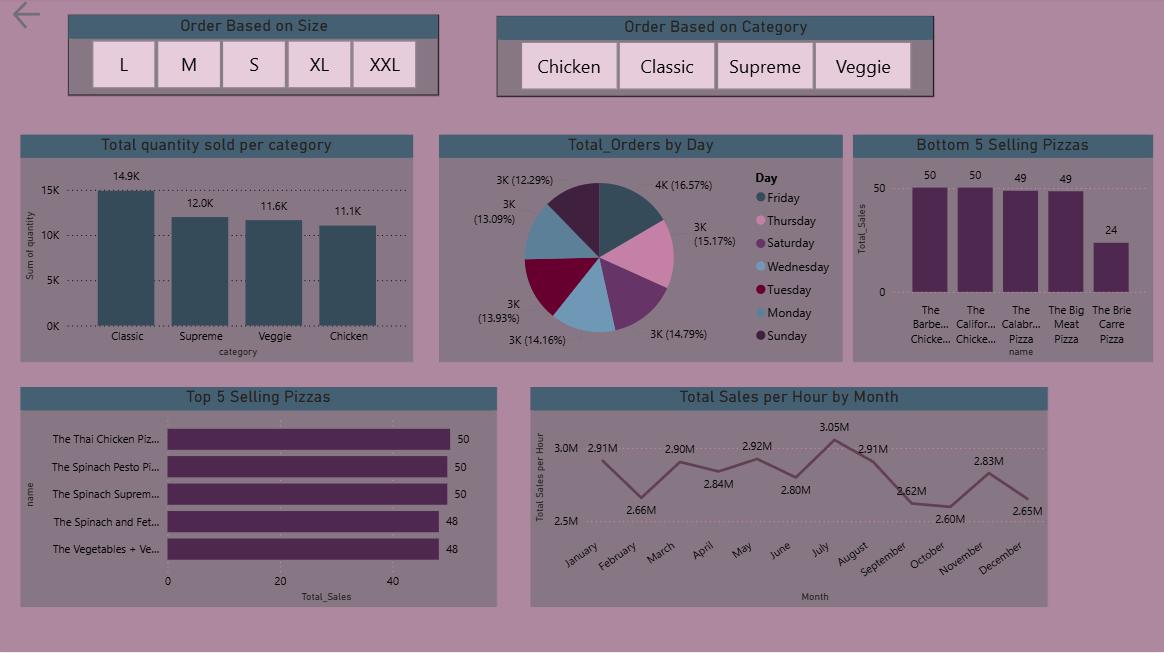 Order Based on Size
L M S XL XXL
Order Based on Category
Chicken Classic Supreme Veggie
Total quantity sold per category
Sum of quantity
15K
10K
5K
0K
14.9K
12.0K
11.6K
11.1K
Classic Supreme Veggie Chicken
category
Total_Orders by Day
3K (12.29%)
4K (16.57%)
3K
(13.09%)
3K
(15.17%)
3K
(13.93%)
3K (14.16%)
3K (14.79%)
Day
Friday
Thursday
Saturday
Wednesday
Tuesday
Monday
Sunday
Bottom 5 Selling Pizzas
Total_Sales
50
0
50 50 49 49 24
The
Barbe...
Chicke...
The
Califor...
Chicke...
The
Calabr...
Pizza
The Big
Meat
Pizza
The Brie
Carre
Pizza
name
Top 5 Selling Pizzas
name
The Thai Chicken Piz... 50
The Spinach Pesto Pi... 50
The Spinach Suprem... 50
The Spinach and Fet... 48
The Vegetables + Ve... 48
0 20 40
Total_Sales
Total Sales per Hour by Month
Total Sales per Hour
3.0M
2.5M
2.91M
2.66M
2.90M
2.84M
2.92M
2.80M
3.05M
2.91M
2.62M
2.60M
2.83M
2.65M
January
February
March
April
May
June
July
August
September
October
November
December
Month